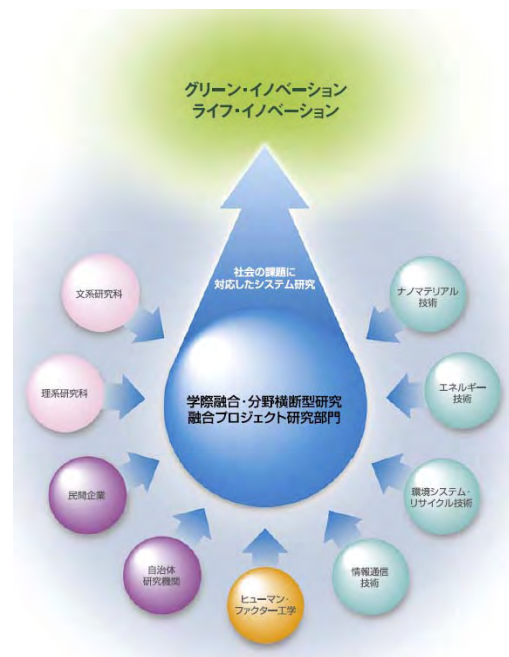 グリーン・イノベーション
ライフ・イノベーション
社会の課題に
対応したシステム研究
学際融合・分野横断型研究
融合プロジェクト研究部門
文系研究科
理系研究科
民間企業
自治体
研究機関
ヒューマン・
ファクター工学
情報通信
技術
環境システム・
リサイクル技術
エネルギー
技術
ナノマテリアル
技術